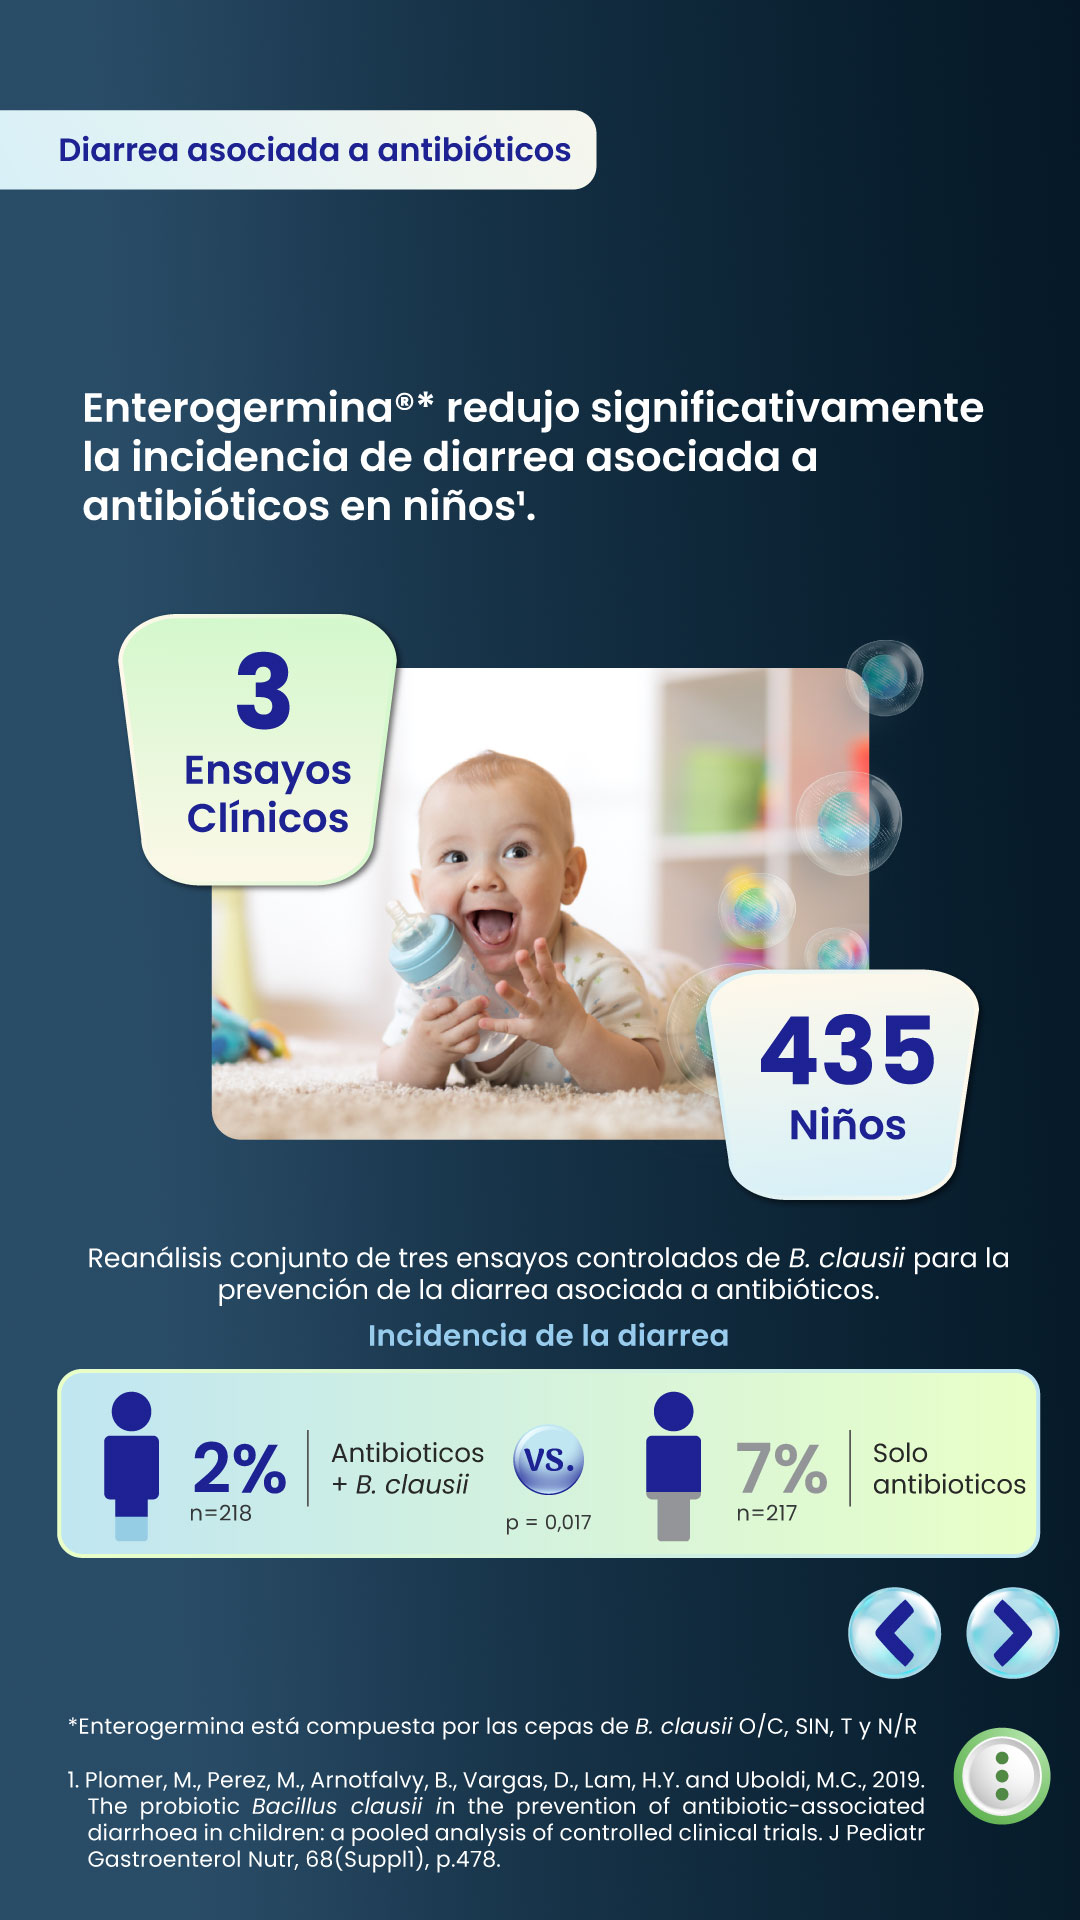 Diarrea asociada a antibióticos
Enterogermina®* redujo significativamente
la incidencia de diarrea asociada a
antibióticos en niños¹.
3
Ensayos
Clínicos
435
Niños
Reanálisis conjunto de tres ensayos controlados de B. clausii para la
prevención de la diarrea asociada a antibióticos.
Incidencia de la diarrea
2%
n=218
Antibioticos
+ B. clausii
vs.
p = 0,017
7%
n=217
Solo
antibioticos
*Enterogermina está compuesta por las cepas de B. clausii O/C, SIN, T y N/R
1. Plomer, M., Perez, M., Arnotfalvy, B., Vargas, D., Lam, H.Y. and Uboldi, M.C., 2019.
The probiotic Bacillus clausii in the prevention of antibiotic-associated
diarrhoea in children: a pooled analysis of controlled clinical trials. J Pediatr
Gastroenterol Nutr, 68(Suppl1), p.478.